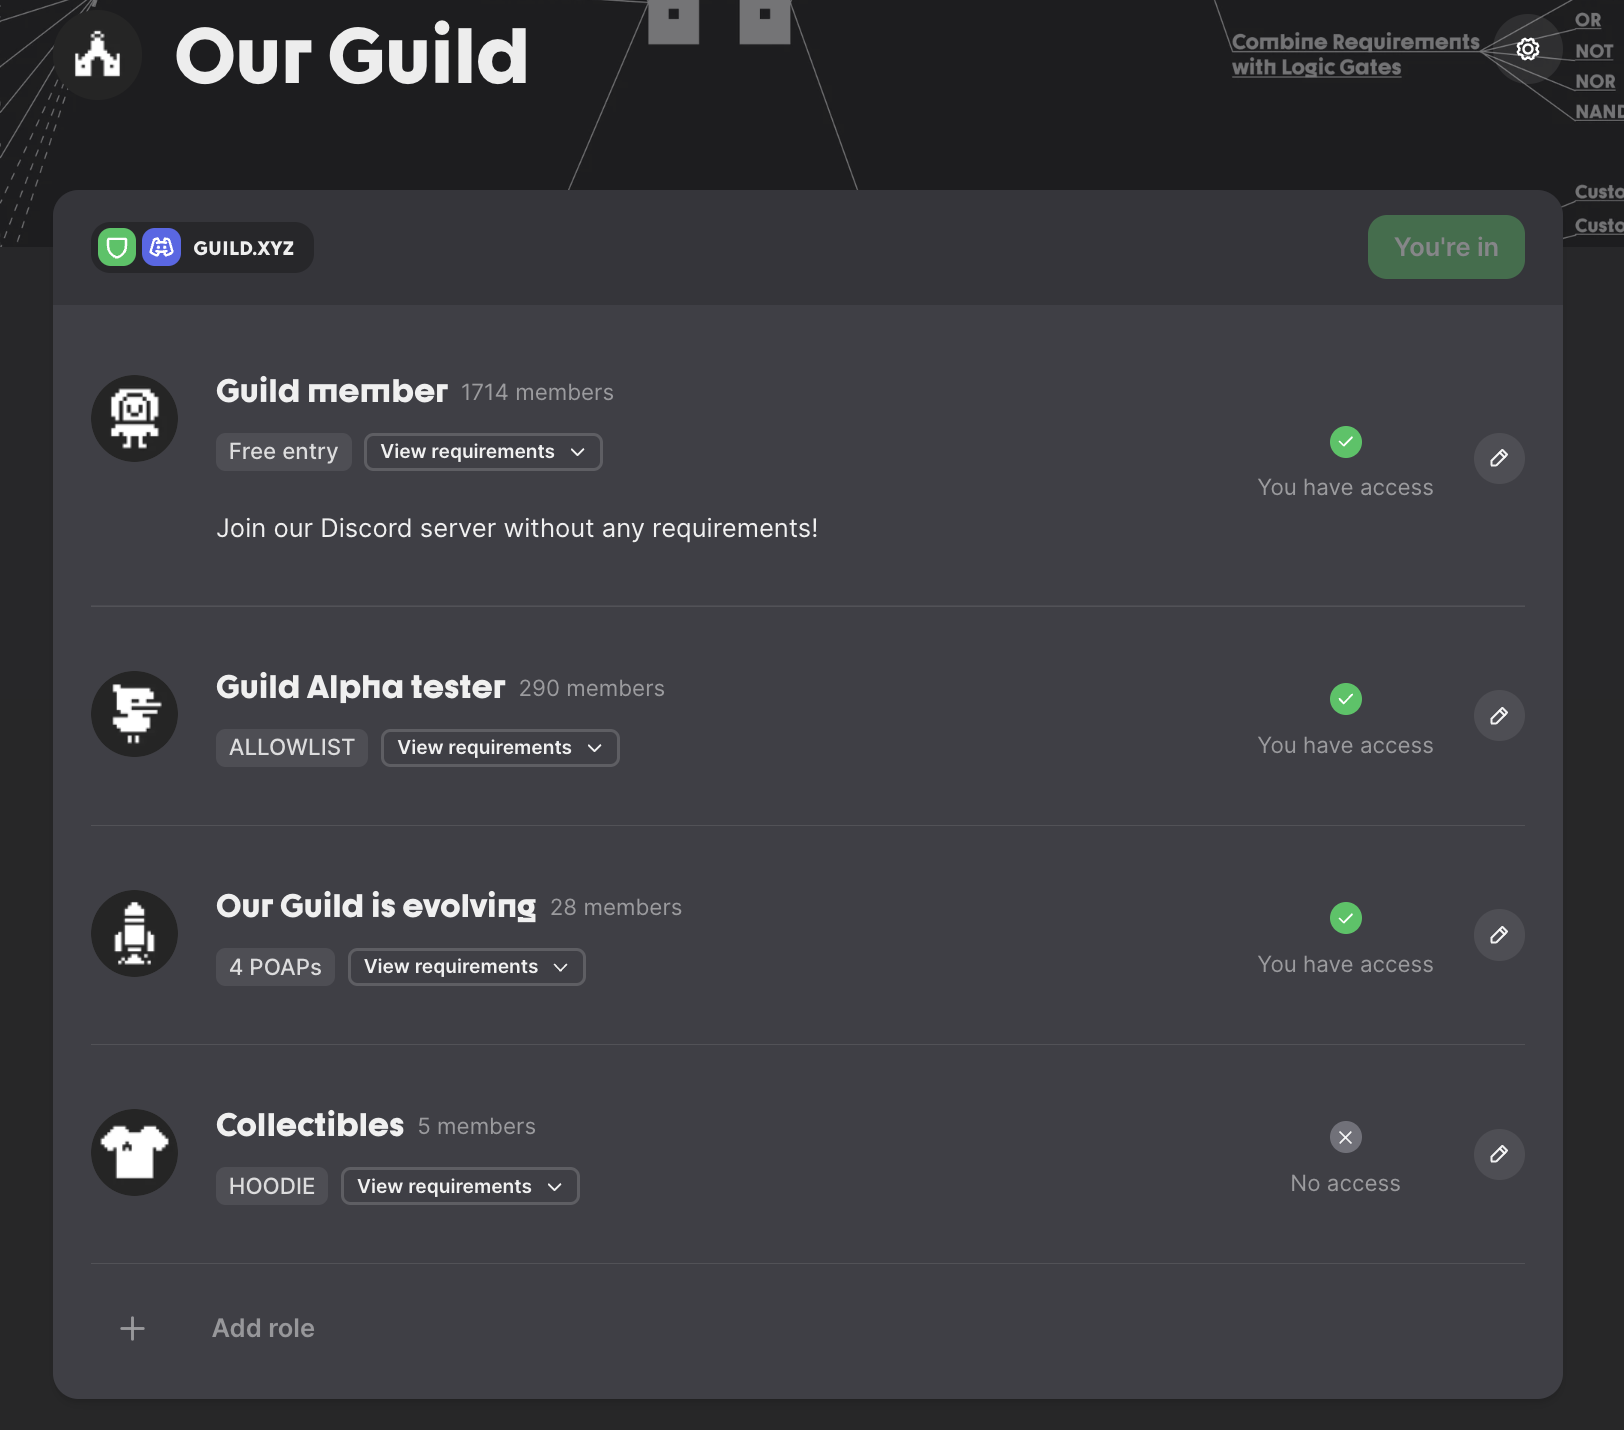 Our Guild
Combine Requirements
with Logic Gates
OR
NOT
NOR
NAND
Custo
Custo
GUILD.XYZ
You're in
Guild member 1714 members
Free entry View requirements
You have access
Join our Discord server without any requirements!
Guild Alpha tester 290 members
ALLOWLIST View requirements
You have access
Our Guild is evolving 28 members
4 POAPs View requirements
You have access
Collectibles 5 members
HOODIE View requirements
No access
Add role